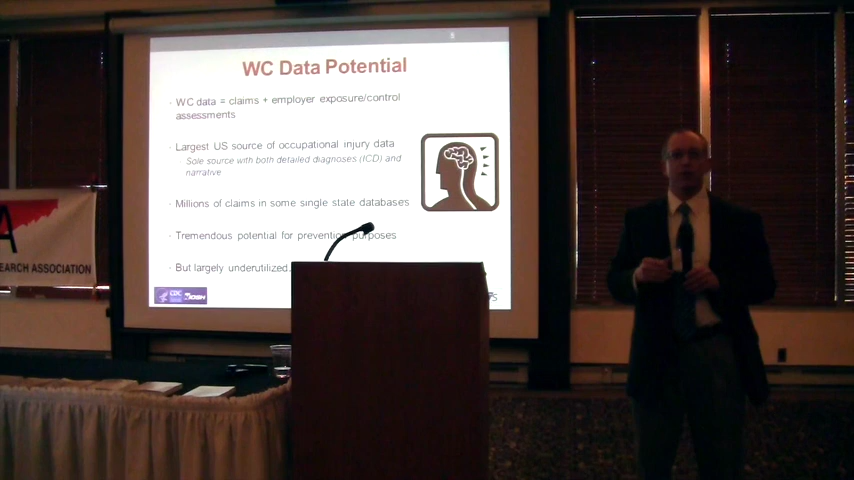 WC Data Potential
WC data = claims + employer exposure/control
assessments
Largest US source of occupational injury data
Sole source with both detailed diagnoses (ICD) and
narrative
Millions of claims in some single state databases
Tremendous potential for prevention purposes
But largely underutilized
CDC
NIOSH
A
EARCH ASSOCIATION